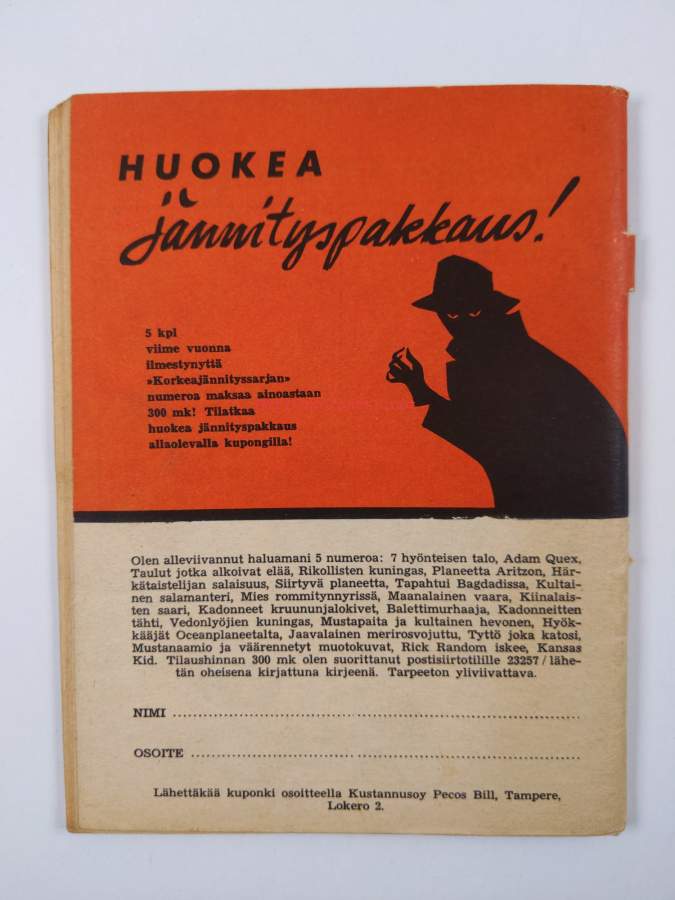 HUOKEA
jännityspakkaus!
5 kpl
viime vuonna
ilmestynyttä
»Korkeajännityssarjan»
numeroa maksaa ainoastaan
300 mk! Tilatkaa
huokea jännityspakkaus
allaolevalla kupongilla!
Olen alleviivannut haluamani 5 numeroa: 7 hyönteisen talo, Adam Quex,
Taulut jotka alkoivat elää, Rikollisten kuningas, Planeetta Aritzon, Här-
kätaistelijan salaisuus, Siirtyvä planeetta, Tapahtui Bagdadissa, Kultai-
nen salamanteri, Mies rommitynnyrissä, Maanalainen vaara, Kiinalais-
ten saari, Kadonneet kruununjalokivet, Balettimurhaaja, Kadonneitten
tähti, Vedonlyöjien kuningas, Mustapaita ja kultainen hevonen, Hyök-
kääjät Oceanplaneetalta, Jaavalainen merirosvojuttu, Tyttö joka katosi,
Mustanaamio ja väärennetyt muotokuvat, Rick Random iskee, Kansas
Kid. Tilaushinnan 300 mk olen suorittanut postisiirtotilille 23257/lähe-
tän oheisena kirjattuna kirjeenä. Tarpeeton yliviivattava.
NIMI
OSOITE
Lähettäkää kuponki osoitteella Kustannusoy Pecos Bill, Tampere,
Lokero 2.